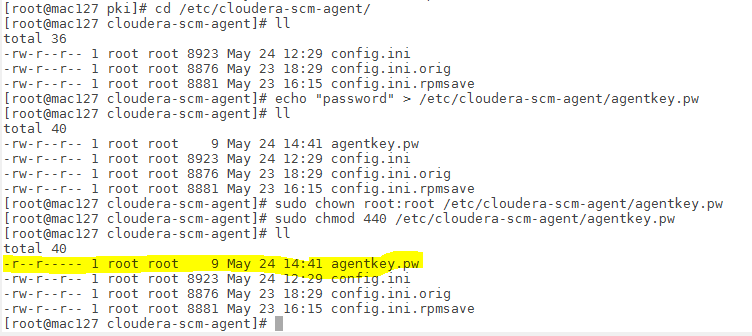 [root@mac127 pki]# cd /etc/cloudera-scm-agent/
[root@mac127 cloudera-scm-agent]# ll
total 36
-rw-r--r-- 1 root root 8923 May 24 12:29 config.ini
-rw-r--r-- 1 root root 8876 May 23 18:29 config.ini.orig
-rw-r--r-- 1 root root 8881 May 23 16:15 config.ini.rpmsave
[root@mac127 cloudera-scm-agent]# echo "password" > /etc/cloudera-scm-agent/agentkey.pw
[root@mac127 cloudera-scm-agent]# ll
total 40
-rw-r--r-- 1 root root    9 May 24 14:41 agentkey.pw
-rw-r--r-- 1 root root 8923 May 24 12:29 config.ini
-rw-r--r-- 1 root root 8876 May 23 18:29 config.ini.orig
-rw-r--r-- 1 root root 8881 May 23 16:15 config.ini.rpmsave
[root@mac127 cloudera-scm-agent]# sudo chown root:root /etc/cloudera-scm-agent/agentkey.pw
[root@mac127 cloudera-scm-agent]# sudo chmod 440 /etc/cloudera-scm-agent/agentkey.pw
[root@mac127 cloudera-scm-agent]# ll
total 40
-r--r----- 1 root root    9 May 24 14:41 agentkey.pw
-rw-r--r-- 1 root root 8923 May 24 12:29 config.ini
-rw-r--r-- 1 root root 8876 May 23 18:29 config.ini.orig
-rw-r--r-- 1 root root 8881 May 23 16:15 config.ini.rpmsave
[root@mac127 cloudera-scm-agent]#